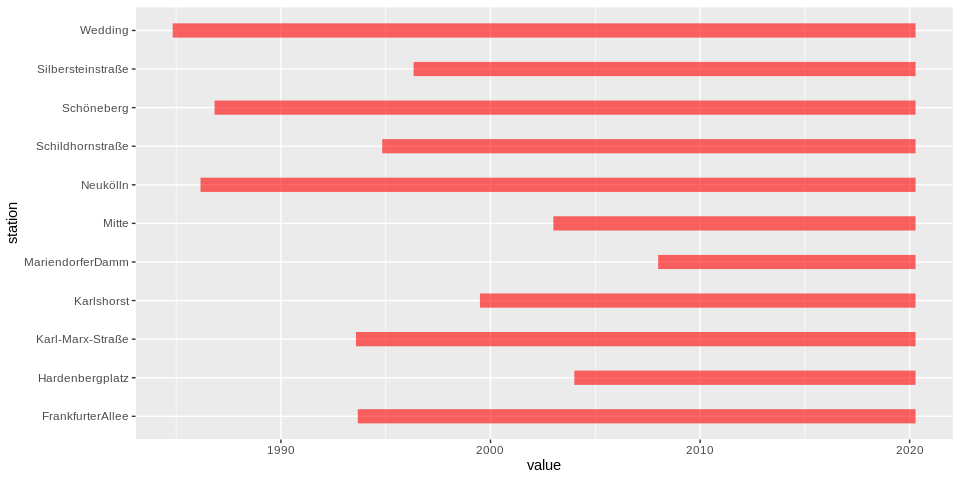 Wedding
Silbersteinstraße
Schöneberg
Schildhornstraße
Neukölln
Mitte
MariendorferDamm
Karlshorst
Karl-Marx-Straße
Hardenbergplatz
FrankfurterAllee
station
1990 2000 2010 2020
value